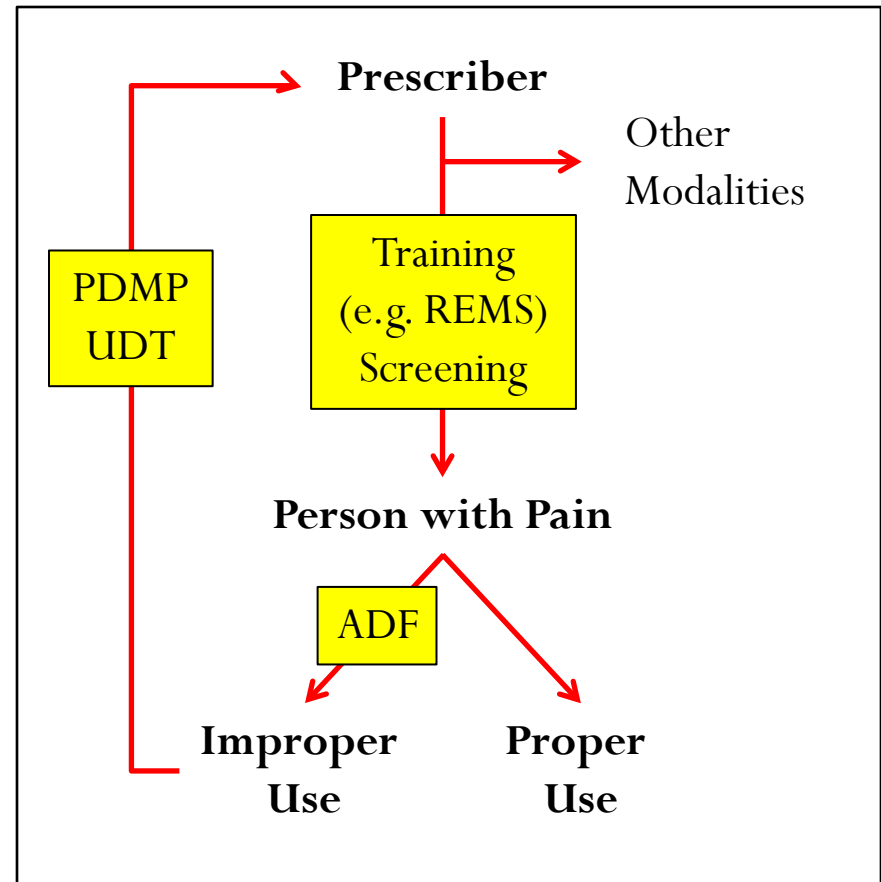 Prescriber
Other
Modalities
Training
(e.g. REMS)
Screening
PDMP
UDT
Person with Pain
ADF
Improper
Use
Proper
Use